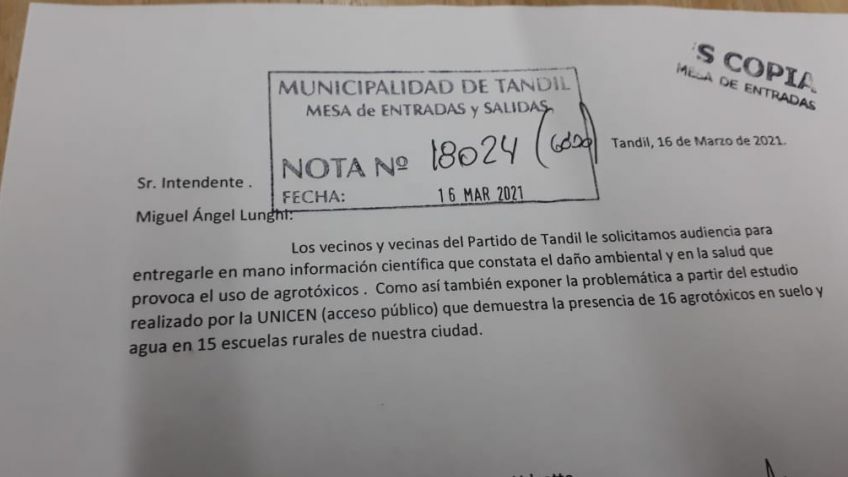 ES COPIA
MESA DE ENTRADAS
MUNICIPALIDAD DE TANDIL
MESA de ENTRADAS y SALIDAS
NOTA Nº 18024
FECHA: 16 MAR 2021
Tandil, 16 de Marzo de 2021.
Sr. Intendente .
Miguel Ángel Lunghi:
Los vecinos y vecinas del Partido de Tandil le solicitamos audiencia para
entregarle en mano información científica que constata el daño ambiental y en la salud que
provoca el uso de agrotóxicos . Como así también exponer la problemática a partir del estudio
realizado por la UNICEN (acceso público) que demuestra la presencia de 16 agrotóxicos en suelo y
agua en 15 escuelas rurales de nuestra ciudad.